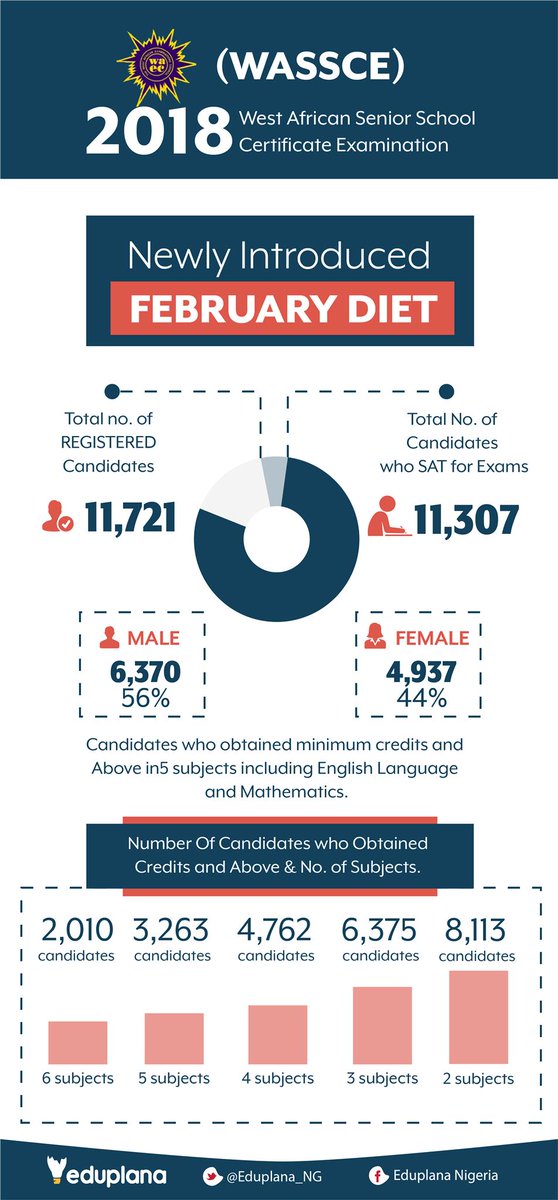 (WASSCE)
2018 West African Senior School
Certificate Examination
Newly Introduced
FEBRUARY DIET
Total no. of
REGISTERED
Candidates
11,721
Total No. of
Candidates
who SAT for Exams
11,307
MALE
6,370
56%
FEMALE
4,937
44%
Candidates who obtained minimum credits and
Above in5 subjects including English Language
and Mathematics.
Number Of Candidates who Obtained
Credits and Above & No. of Subjects.
2,010 3,263 4,762 6,375 8,113
candidates candidates candidates candidates candidates
6 subjects 5 subjects 4 subjects 3 subjects 2 subjects
eduplana @Eduplana_NG Eduplana Nigeria